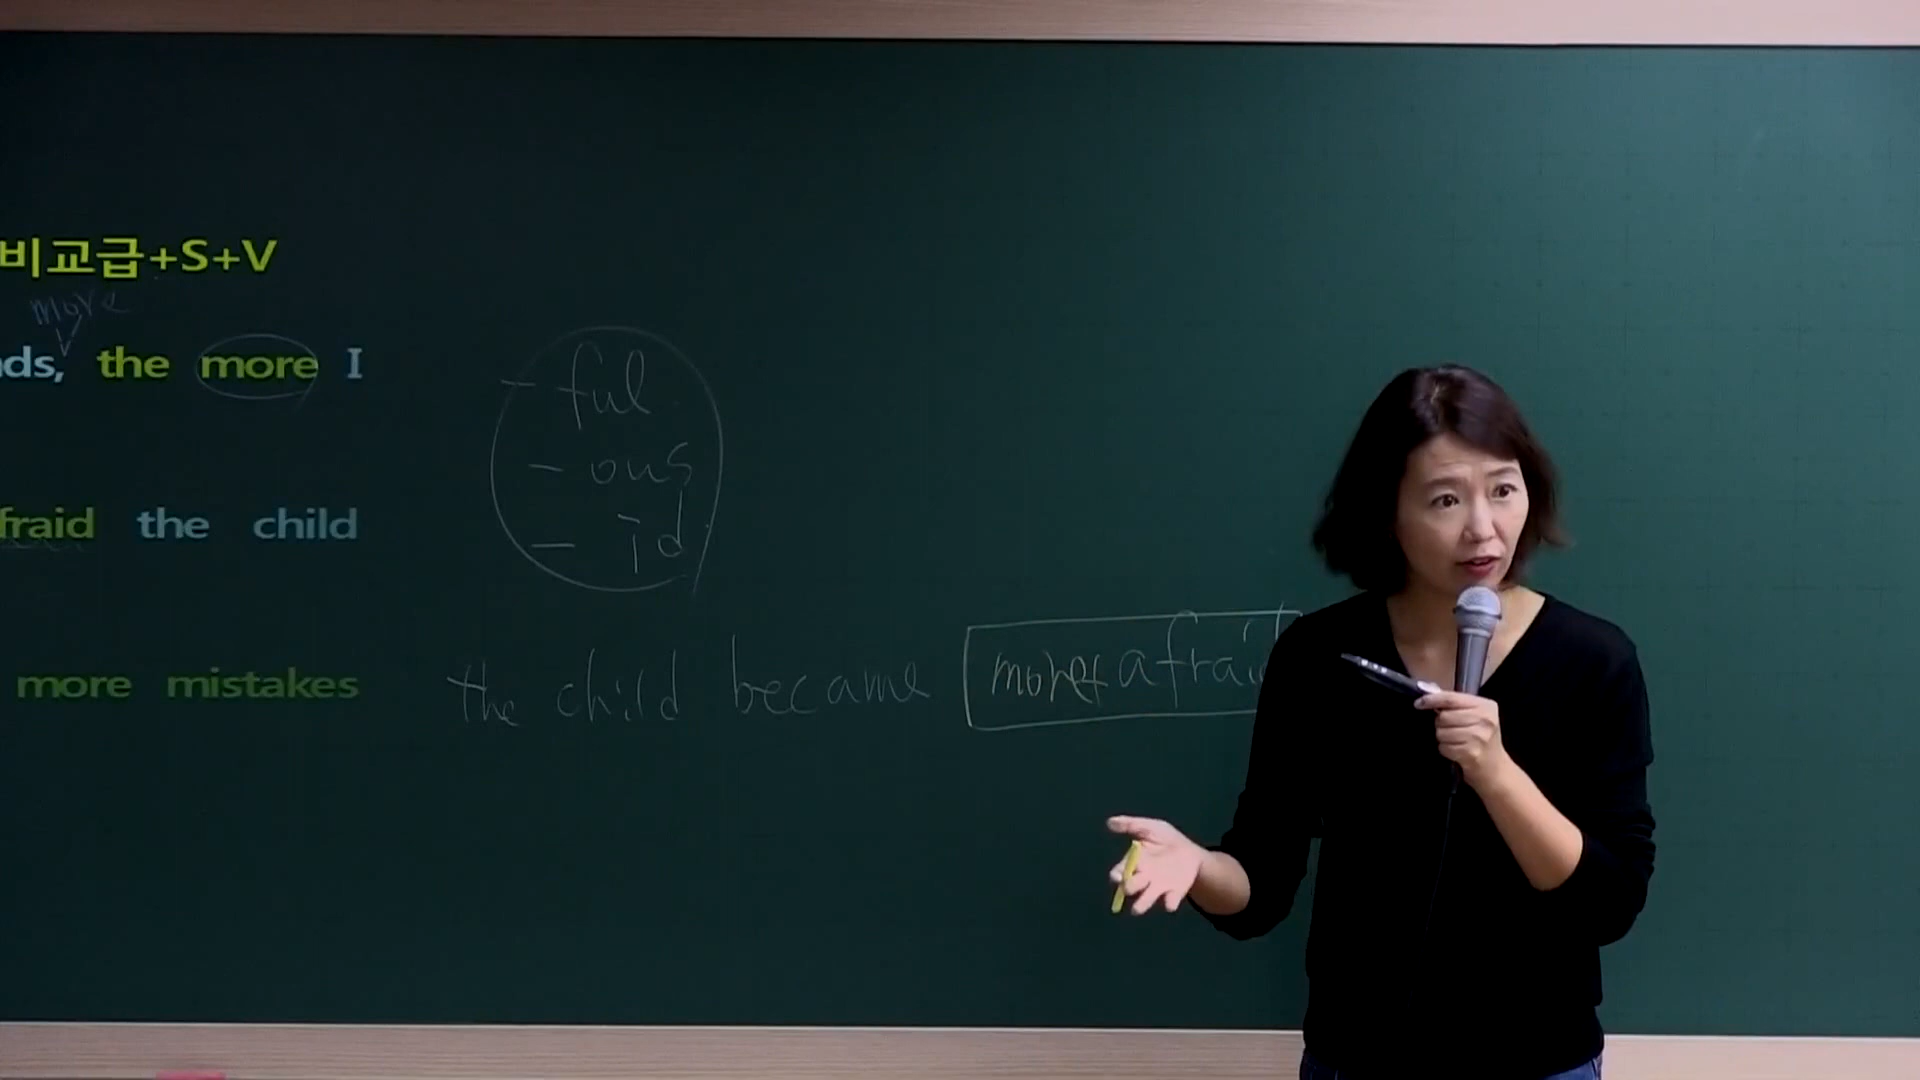 비교급+S+V
more
ds, the more I
- ful
- ous
- id
fraid the child
more mistakes
the child became more afraid